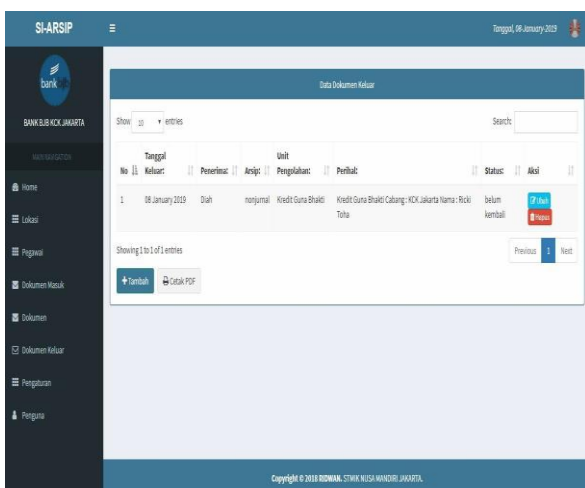 SI-ARSIP
Tanggal, 08-January-2019
bank bjb
BANK BJB KCK JAKARTA
MAIN NAVIGATION
Home
Lokasi
Pegawai
Dokumen Masuk
Dokumen
Dokumen Keluar
Pengaturan
Penguna
Data Dokumen Keluar
Show 10 entries
Search:
No Tanggal Keluar: Penerima: Arsip: Unit Pengolahan: Perihal: Status: Aksi
1 08 January 2019 Diah nonjurnal Kredit Guna Bhakti Kredit Guna Bhakti Cabang : KCK Jakarta Nama : Ricki Toha belum kembali Ubah Hapus
Showing 1 to 1 of 1 entries
Previous 1 Next
Tambah Cetak PDF
Copyright © 2018 RIDWAN. STMIK NUSA MANDIRI JAKARTA.